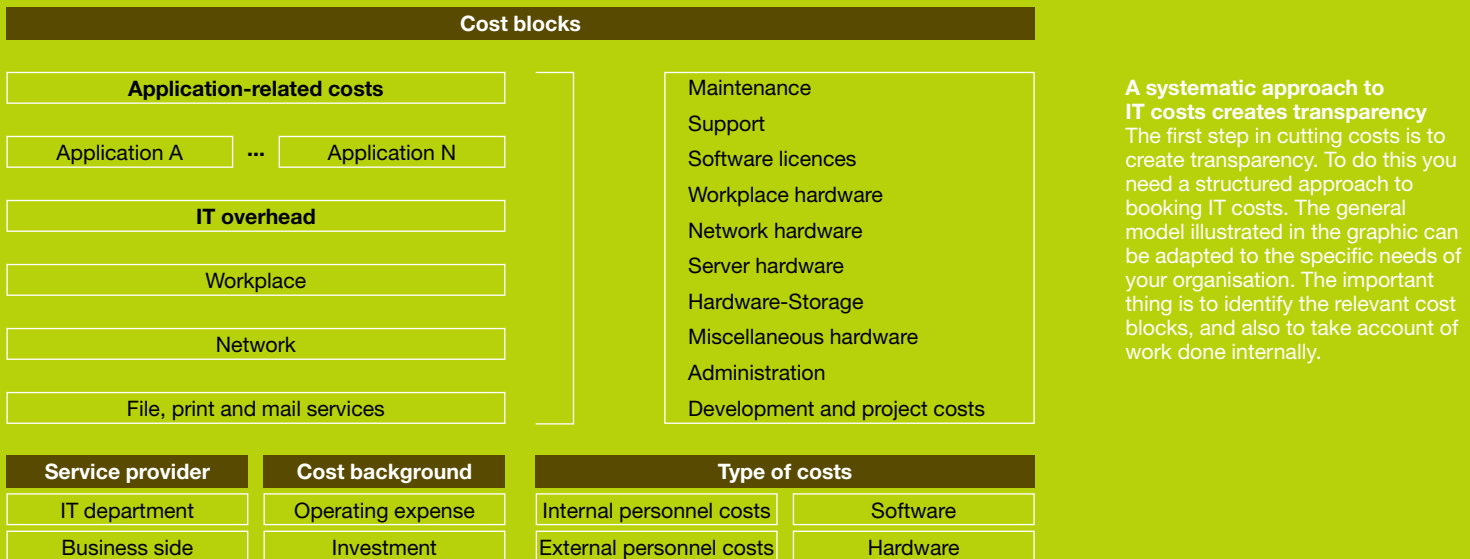 Cost blocks
Application-related costs
Application A ... Application N
IT overhead
Workplace
Network
File, print and mail services
Maintenance
Support
Software licences
Workplace hardware
Network hardware
Server hardware
Hardware-Storage
Miscellaneous hardware
Administration
Development and project costs
Service provider
IT department
Business side
Cost background
Operating expense
Investment
Type of costs
Internal personnel costs Software
External personnel costs Hardware
A systematic approach to
IT costs creates transparency
The first step in cutting costs is to
create transparency. To do this you
need a structured approach to
booking IT costs. The general
model illustrated in the graphic can
be adapted to the specific needs of
your organisation. The important
thing is to identify the relevant cost
blocks, and also to take account of
work done internally.